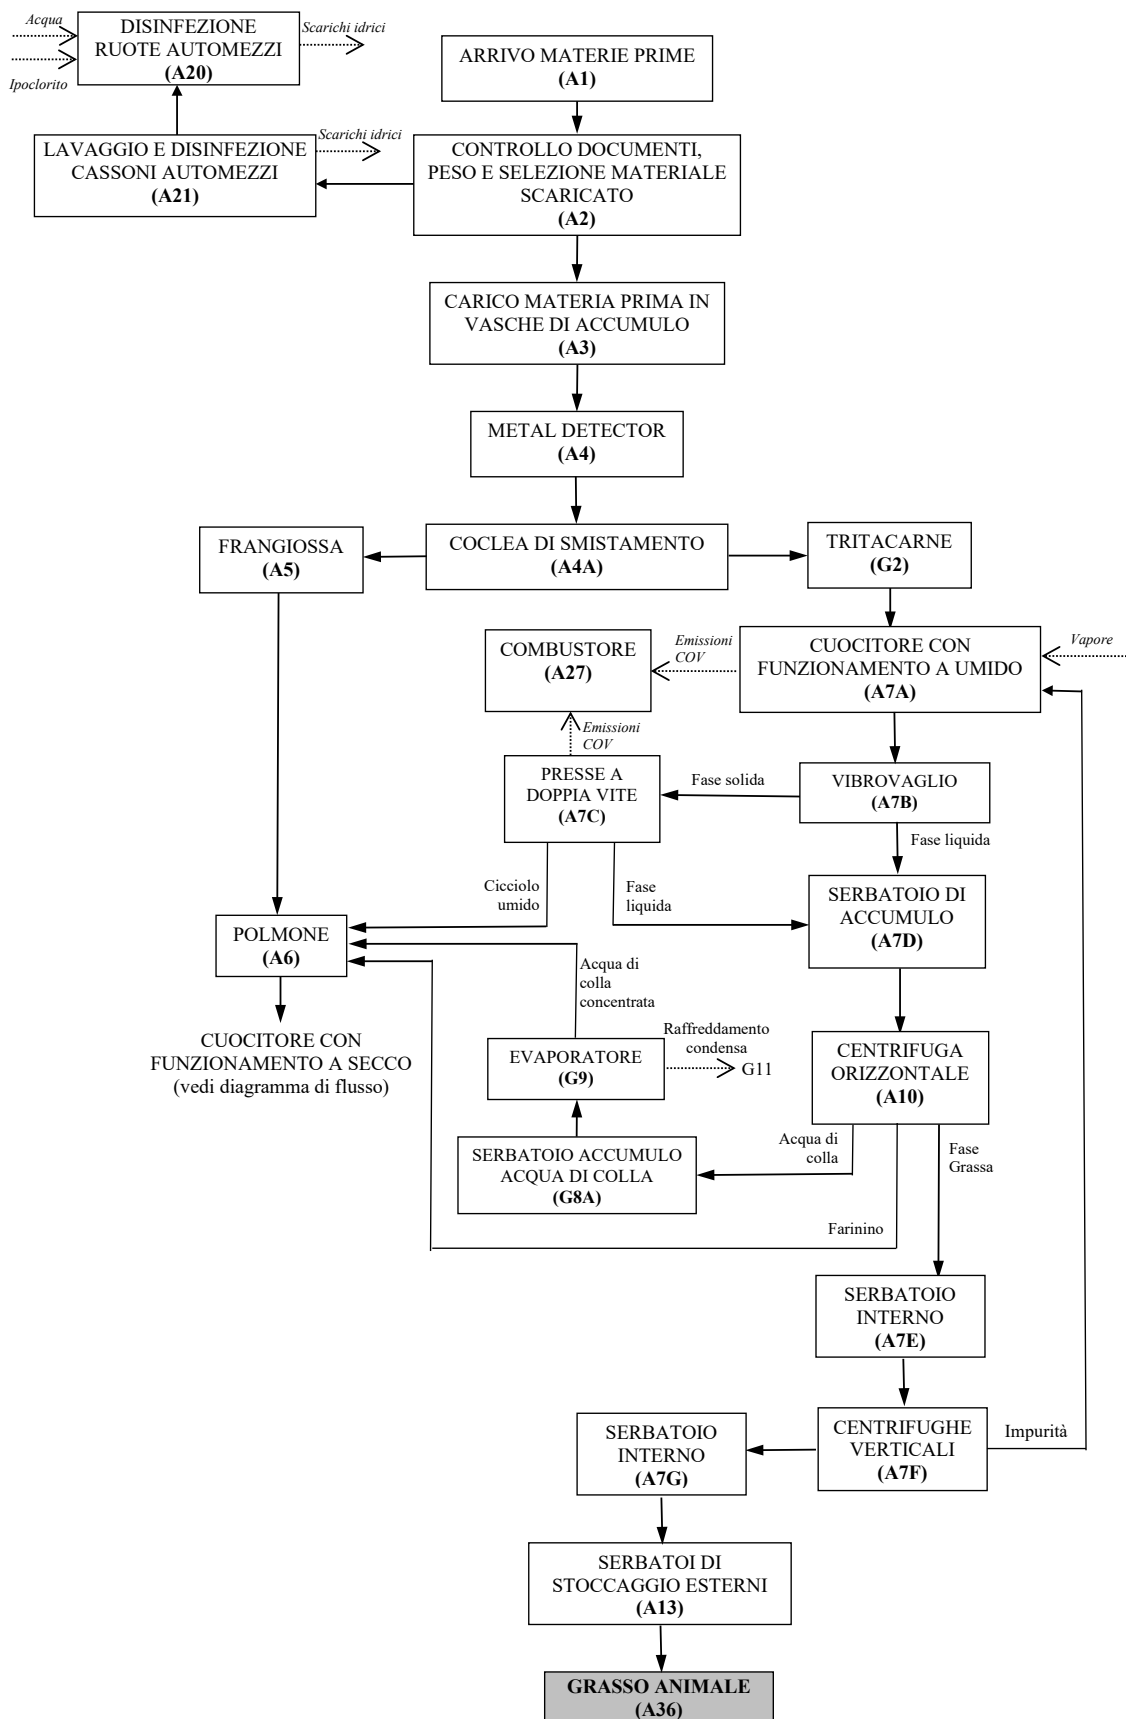 Acqua
Ipoclorito
DISINFEZIONE
RUOTE AUTOMEZZI
(A20)
Scarichi idrici
ARRIVO MATERIE PRIME
(A1)
LAVAGGIO E DISINFEZIONE
CASSONI AUTOMEZZI
(A21)
Scarichi idrici
CONTROLLO DOCUMENTI,
PESO E SELEZIONE MATERIALE
SCARICATO
(A2)
CARICO MATERIA PRIMA IN
VASCHE DI ACCUMULO
(A3)
METAL DETECTOR
(A4)
FRANGIOSSA
(A5)
COCLEA DI SMISTAMENTO
(A4A)
TRITACARNE
(G2)
COMBUSTORE
(A27)
Emissioni
COV
CUOCITORE CON
FUNZIONAMENTO A UMIDO
(A7A)
Vapore
Emissioni
COV
PRESSE A
DOPPIA VITE
(A7C)
Fase solida
VIBROVAGLIO
(A7B)
Fase liquida
Cicciolo
umido
Fase
liquida
SERBATOIO DI
ACCUMULO
(A7D)
POLMONE
(A6)
Acqua di
colla
concentrata
CUOCITORE CON
FUNZIONAMENTO A SECCO
(vedi diagramma di flusso)
EVAPORATORE
(G9)
Raffreddamento
condensa
G11
CENTRIFUGA
ORIZZONTALE
(A10)
SERBATOIO ACCUMULO
ACQUA DI COLLA
(G8A)
Acqua di
colla
Fase
Grassa
Farinino
SERBATOIO
INTERNO
(A7E)
SERBATOIO
INTERNO
(A7G)
CENTRIFUGHE
VERTICALI
(A7F)
Impurità
SERBATOI DI
STOCCAGGIO ESTERNI
(A13)
GRASSO ANIMALE
(A36)